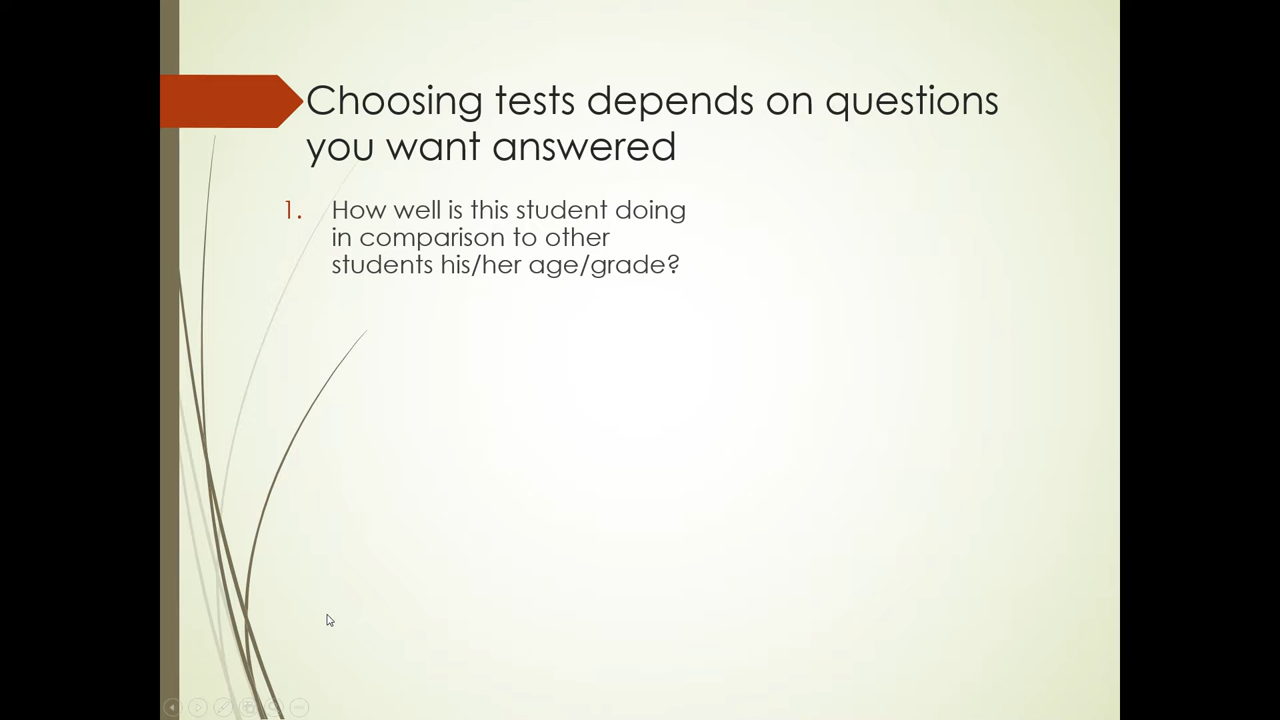 Choosing tests depends on questions
you want answered
1. How well is this student doing
in comparison to other
students his/her age/grade?